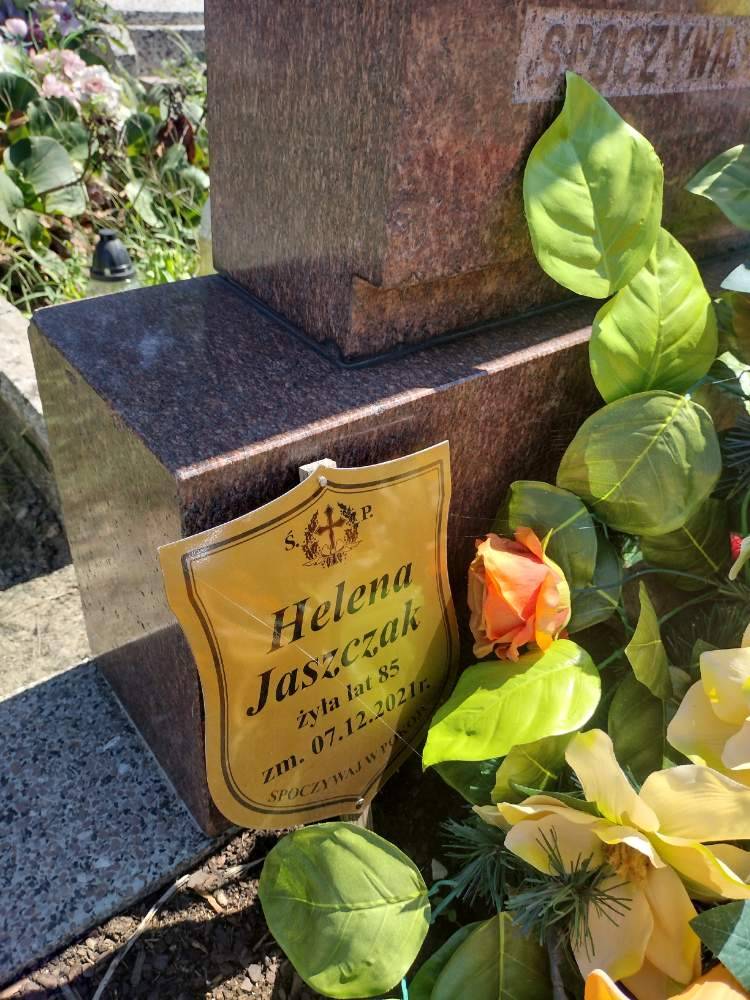 SPOCZYWA
Ś. P.
Helena
Jaszczak
żyła lat 85
zm. 07.12.2021r.
SPOCZYWAJ W POKOJU